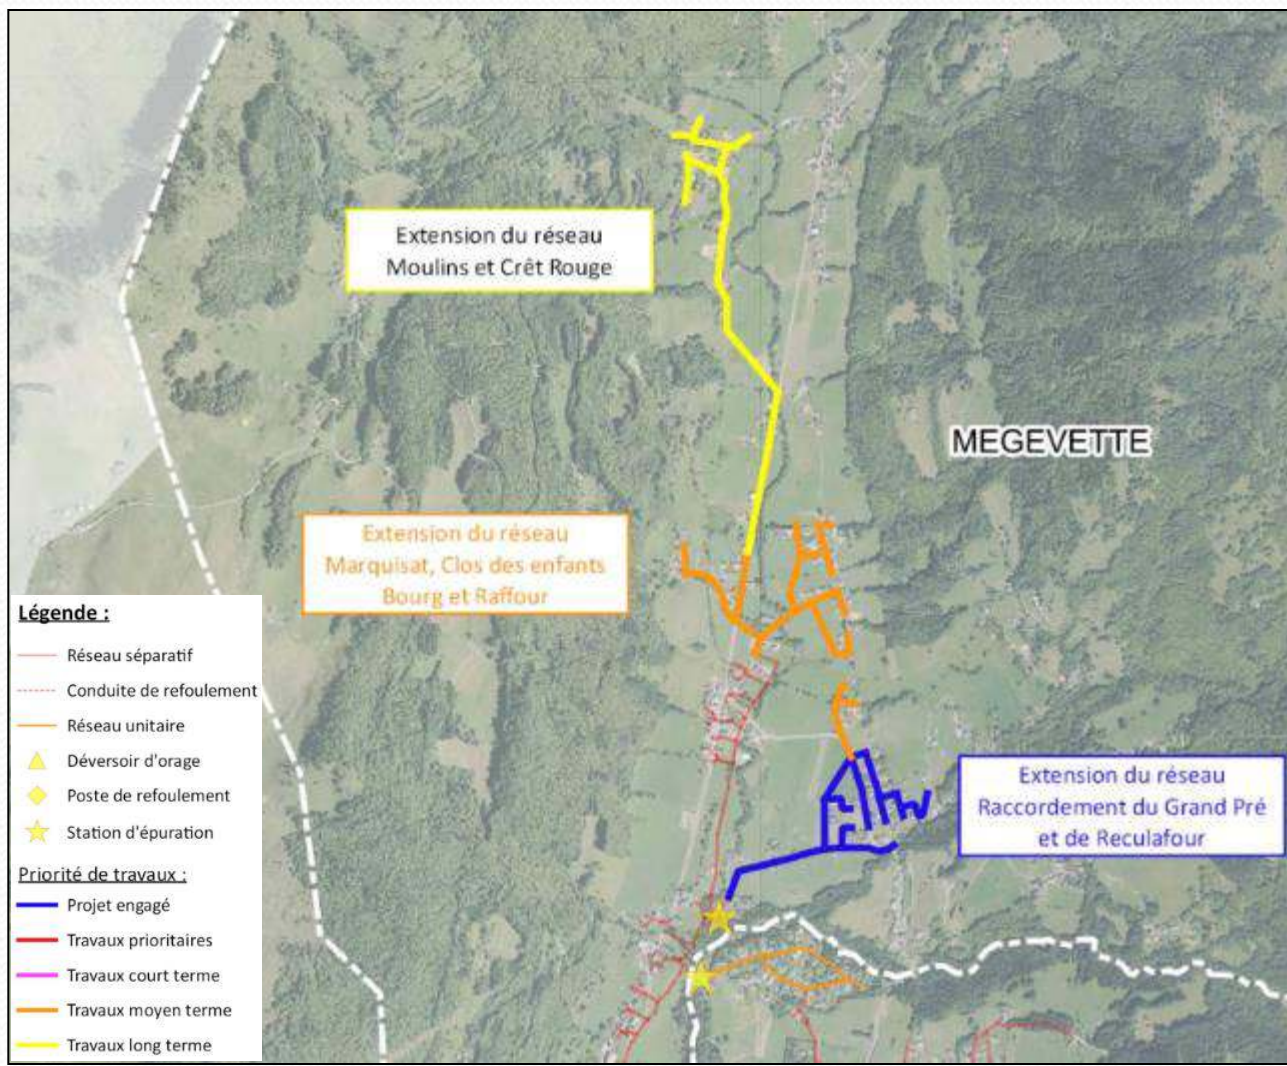 Extension du réseau
Moulins et Crêt Rouge
MEGEVETTE
Extension du réseau
Marquisat, Clos des enfants
Bourg et Raffour
Extension du réseau
Raccordement du Grand Pré
et de Reculafour
Légende :
Réseau séparatif
Conduite de refoulement
Réseau unitaire
Déversoir d'orage
Poste de refoulement
Station d'épuration
Priorité de travaux :
Projet engagé
Travaux prioritaires
Travaux court terme
Travaux moyen terme
Travaux long terme